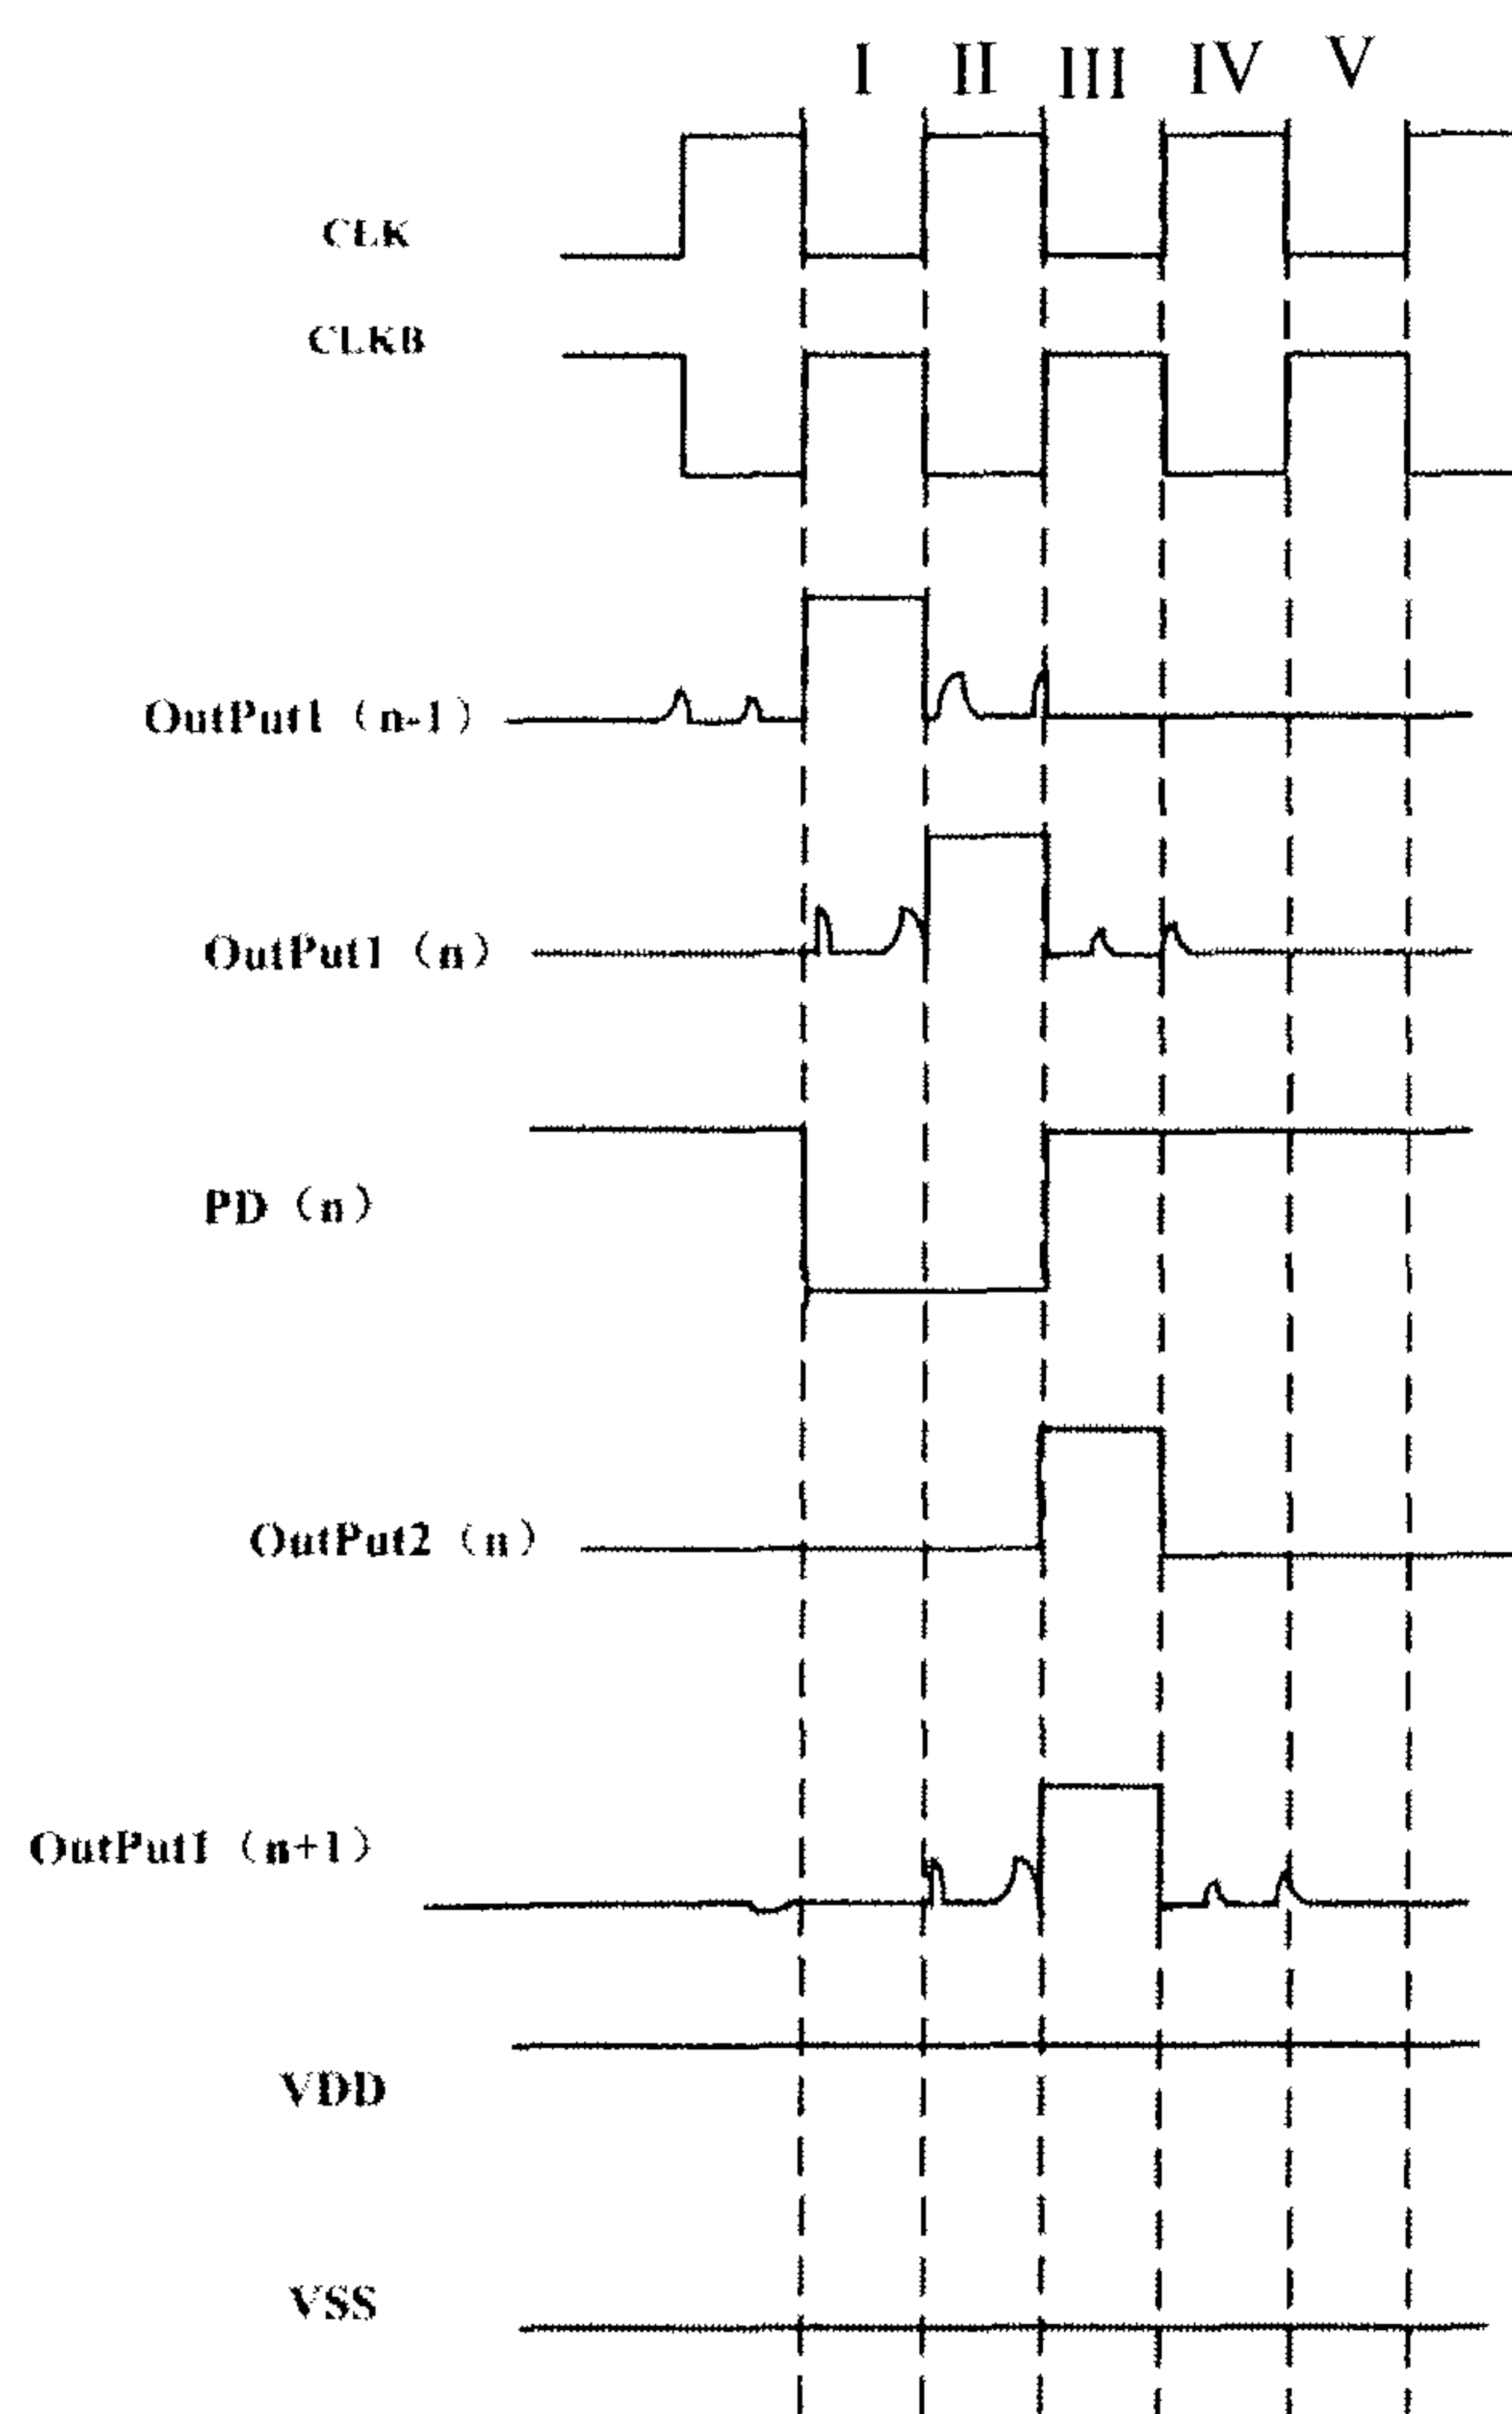 I II III IV V
CLK
CLKB
OutPut1（n-1）
OutPut1（n）
PD（n）
OutPut2（n）
OutPut1（n+1）
VDD
VSS